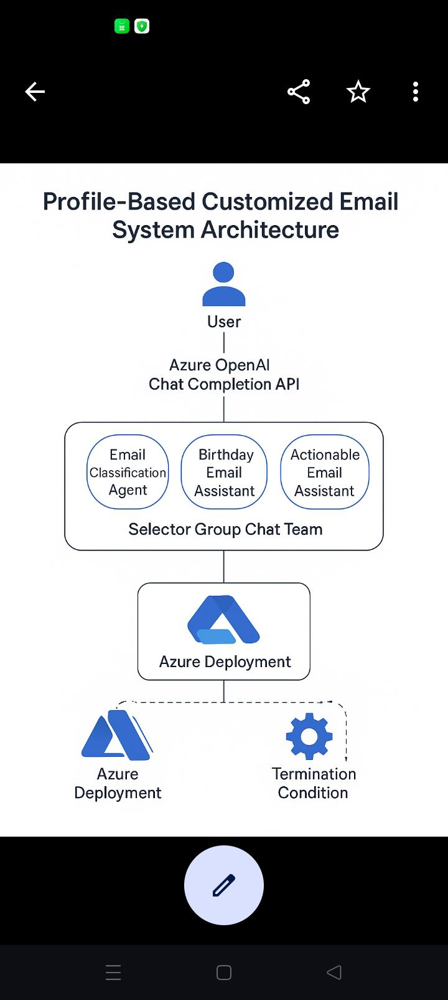 Profile-Based Customized Email
System Architecture
User
Azure OpenAI
Chat Completion API
Email
Classification
Agent
Birthday
Email
Assistant
Actionable
Email
Assistant
Selector Group Chat Team
Azure Deployment
Azure
Deployment
Termination
Condition